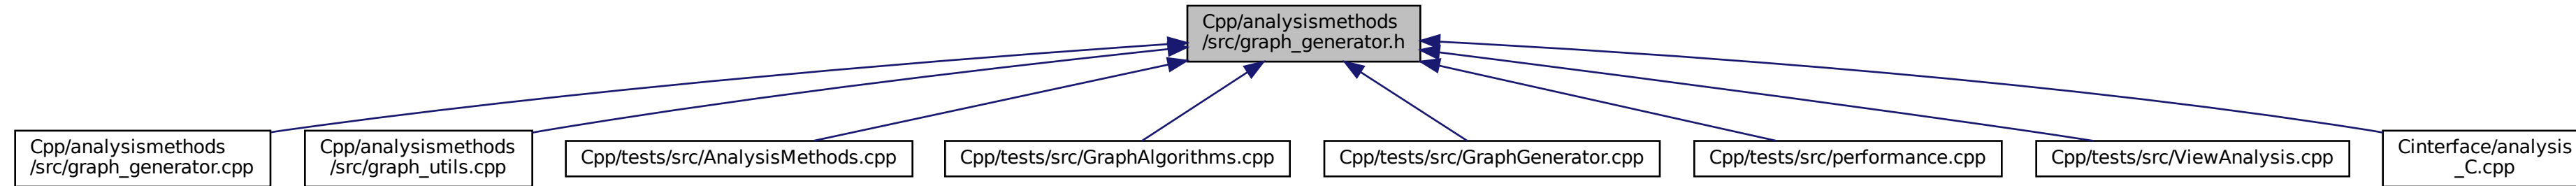 Cpp/analysismethods
/src/graph_generator.h
Cpp/analysismethods
/src/graph_generator.cpp
Cpp/analysismethods
/src/graph_utils.cpp
Cpp/tests/src/AnalysisMethods.cpp
Cpp/tests/src/GraphAlgorithms.cpp
Cpp/tests/src/GraphGenerator.cpp
Cpp/tests/src/performance.cpp
Cpp/tests/src/ViewAnalysis.cpp
Cinterface/analysis
_C.cpp